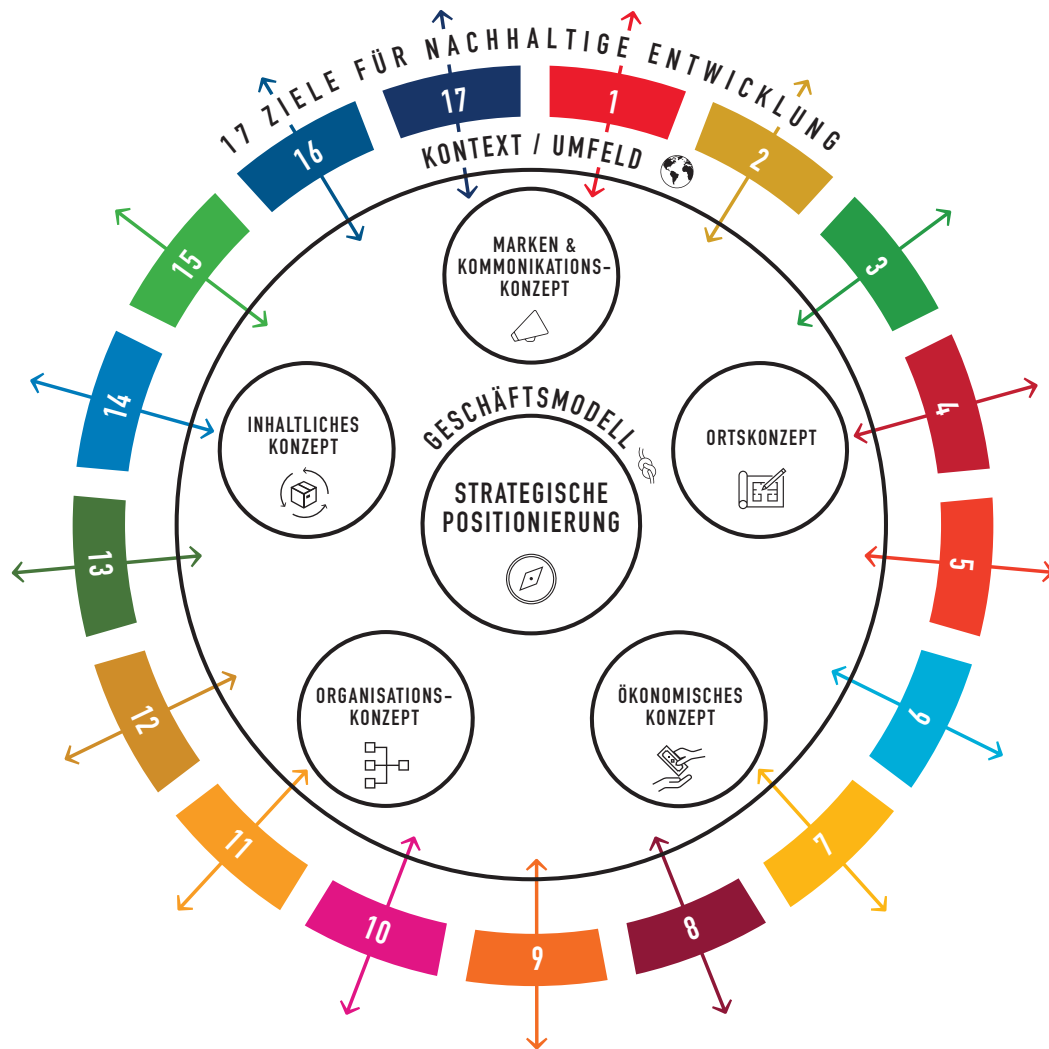 17 ZIELE FÜR NACHHALTIGE ENTWICKLUNG
KONTEXT / UMFELD
1
2
3
4
5
6
7
8
9
10
11
12
13
14
15
16
17
MARKEN &
KOMMONIKATIONS-
KONZEPT
INHALTLICHES
KONZEPT
GESCHÄFTSMODELL
STRATEGISCHE
POSITIONIERUNG
ORTSKONZEPT
ORGANISATIONS-
KONZEPT
ÖKONOMISCHES
KONZEPT